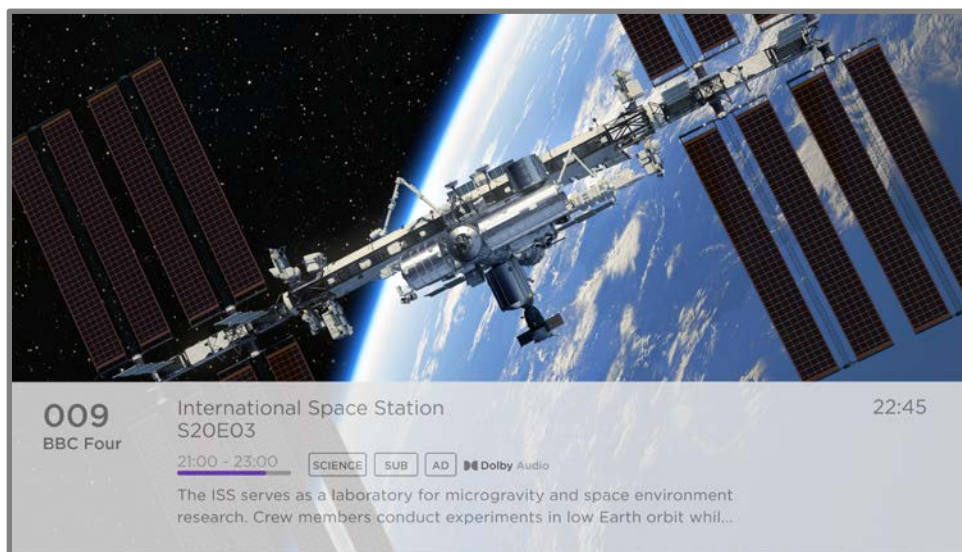 009
BBC Four
International Space Station
S20E03
22:45
21:00 - 23:00
SCIENCE SUB AD Dolby Audio
The ISS serves as a laboratory for microgravity and space environment
research. Crew members conduct experiments in low Earth orbit whil...